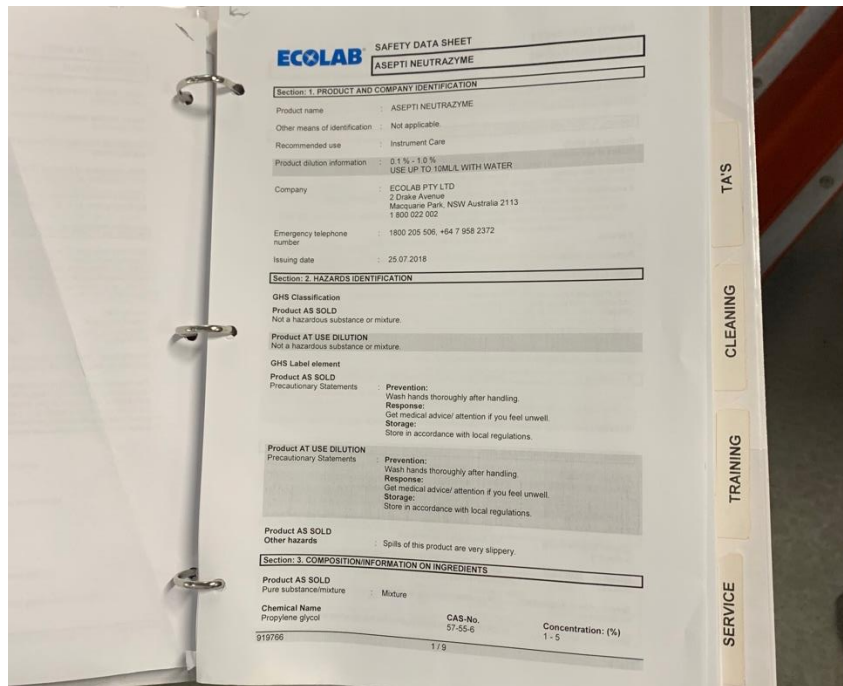 ECOLAB
SAFETY DATA SHEET
ASEPTI NEUTRAZYME
Section: 1. PRODUCT AND COMPANY IDENTIFICATION
Product name : ASEPTI NEUTRAZYME
Other means of identification : Not applicable.
Recommended use : Instrument Care
Product dilution information : 0.1 % - 1.0 %
USE UP TO 10ML/L WITH WATER
Company : ECOLAB PTY LTD
2 Drake Avenue
Macquarie Park, NSW Australia 2113
1 800 022 002
Emergency telephone number : 1800 205 506, +64 7 958 2372
Issuing date : 25.07.2018
Section: 2. HAZARDS IDENTIFICATION
GHS Classification
Product AS SOLD
Not a hazardous substance or mixture.
Product AT USE DILUTION
Not a hazardous substance or mixture.
GHS Label element
Product AS SOLD
Precautionary Statements : Prevention:
Wash hands thoroughly after handling.
Response:
Get medical advice/ attention if you feel unwell.
Storage:
Store in accordance with local regulations.
Product AT USE DILUTION
Precautionary Statements : Prevention:
Wash hands thoroughly after handling.
Response:
Get medical advice/ attention if you feel unwell.
Storage:
Store in accordance with local regulations.
Product AS SOLD
Other hazards : Spills of this product are very slippery.
Section: 3. COMPOSITION/INFORMATION ON INGREDIENTS
Product AS SOLD
Pure substance/mixture : Mixture
Chemical Name CAS-No. Concentration: (%)
Propylene glycol 57-55-6 1 - 5
919766
1 / 9
TA'S
CLEANING
TRAINING
SERVICE